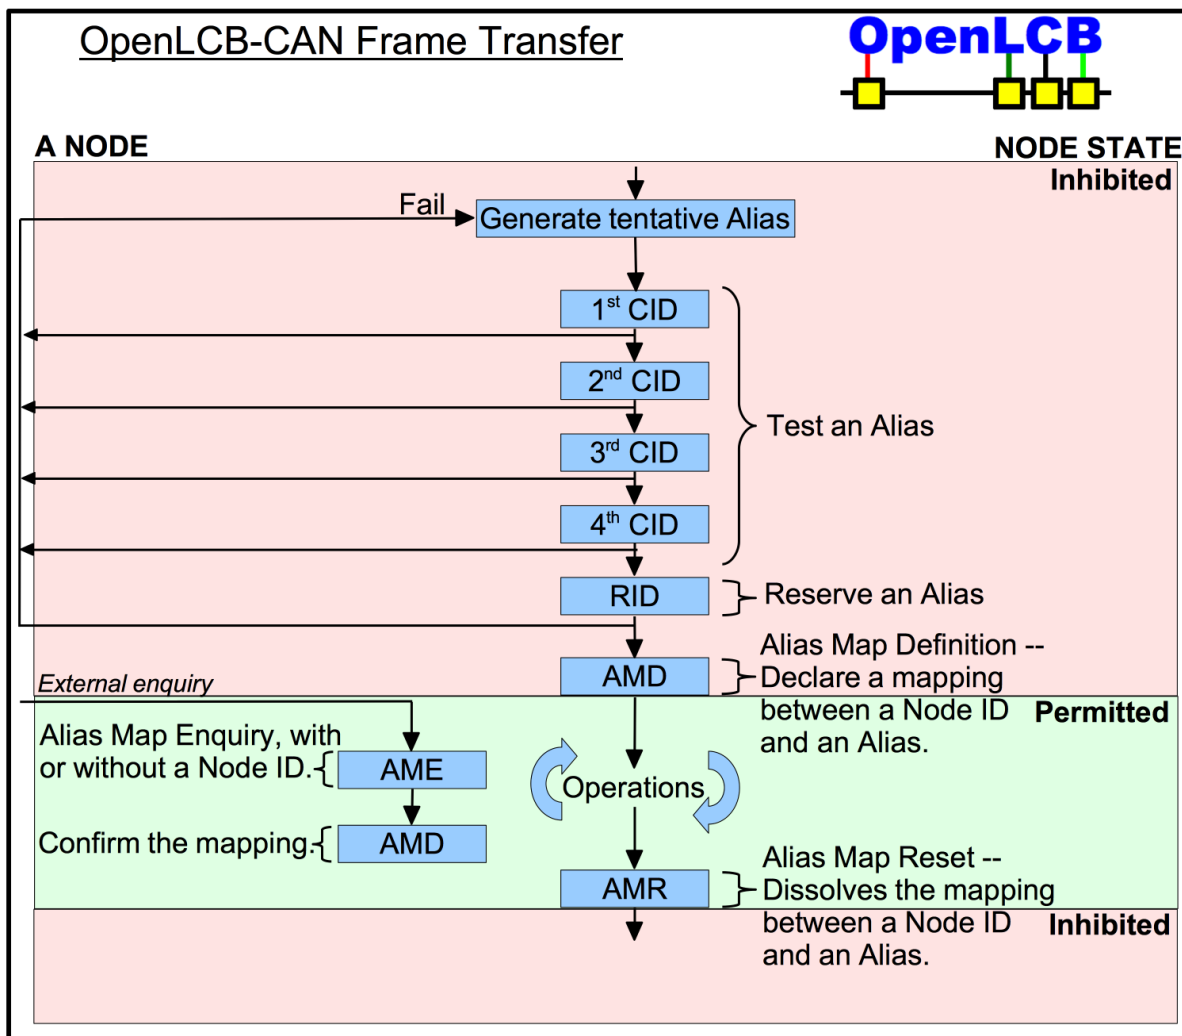 OpenLCB-CAN Frame Transfer
OpenLCB
A NODE
NODE STATE
Inhibited
Fail
Generate tentative Alias
1st CID
2nd CID
3rd CID
4th CID
Test an Alias
RID
Reserve an Alias
AMD
Alias Map Definition --
Declare a mapping
between a Node ID
and an Alias.
External enquiry
Permitted
Alias Map Enquiry, with
or without a Node ID.
AME
Operations
Confirm the mapping.
AMD
AMR
Alias Map Reset --
Dissolves the mapping
between a Node ID
and an Alias.
Inhibited